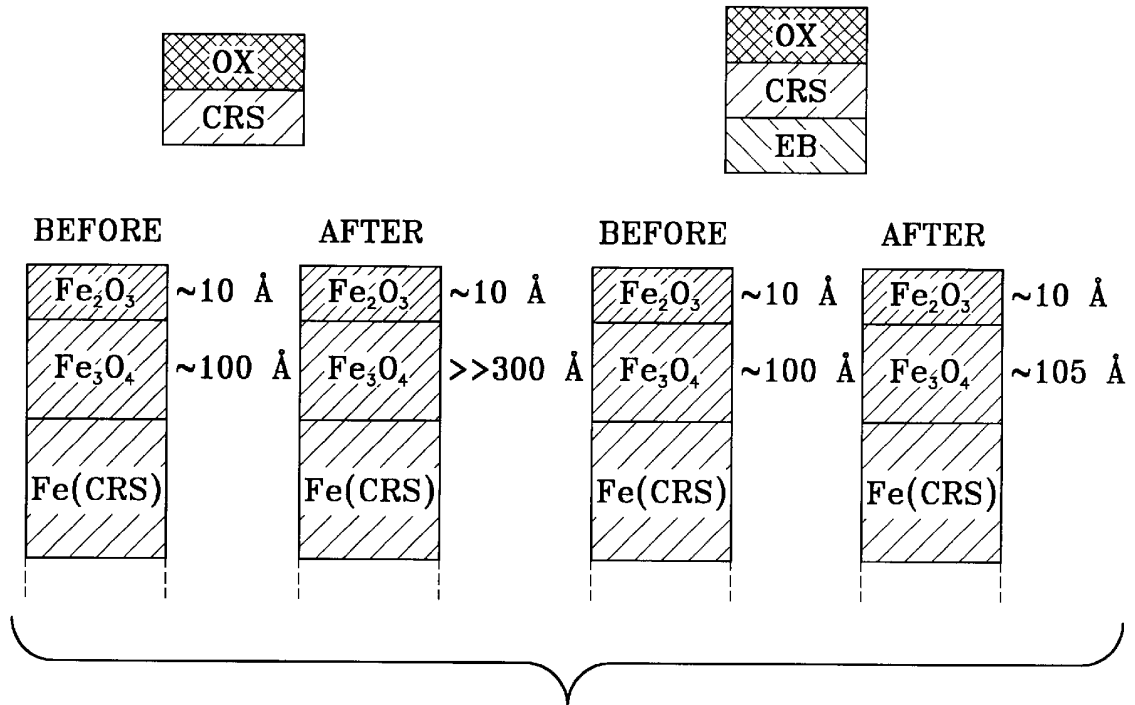 OX
CRS
OX
CRS
EB
BEFORE
AFTER
BEFORE
AFTER
Fe₂O₃ ~10 Å
Fe₂O₃ ~10 Å
Fe₂O₃ ~10 Å
Fe₂O₃ ~10 Å
Fe₃O₄ ~100 Å
Fe₃O₄ >>300 Å
Fe₃O₄ ~100 Å
Fe₃O₄ ~105 Å
Fe(CRS)
Fe(CRS)
Fe(CRS)
Fe(CRS)